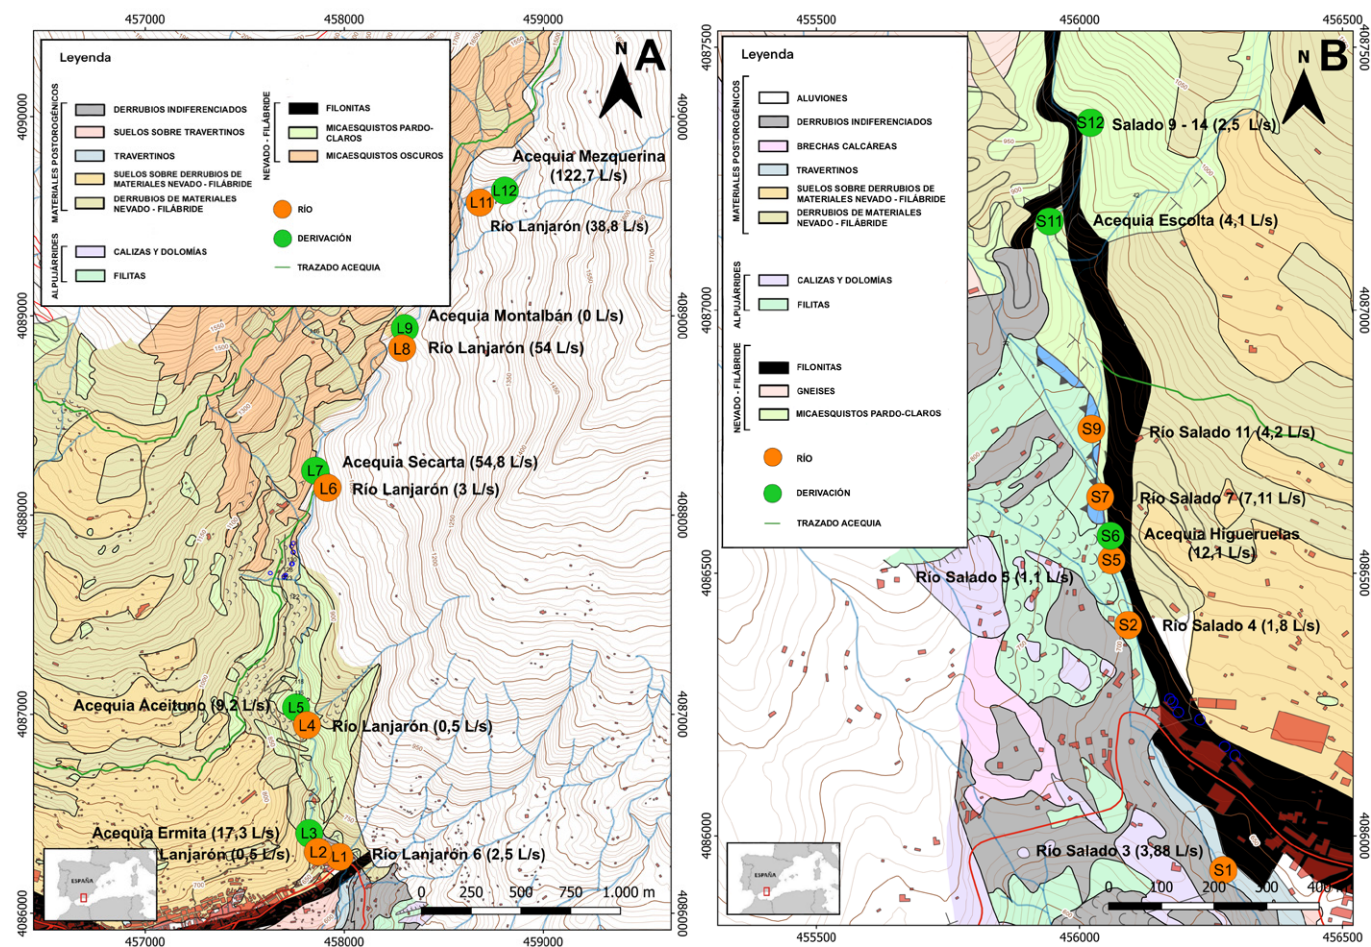 457000
458000
459000
4090000
4089000
4088000
4087000
4086000
A
N
Leyenda
MATERIALES POSTOROGÉNICOS
DERRUBIOS INDIFERENCIADOS
SUELOS SOBRE TRAVERTINOS
TRAVERTINOS
SUELOS SOBRE DERRUBIOS DE
MATERIALES NEVADO - FILÁBRIDE
DERRUBIOS DE MATERIALES
NEVADO - FILÁBRIDE
ALPUJÁRRIDES
CALIZAS Y DOLOMÍAS
FILITAS
NEVADO - FILÁBRIDE
FILONITAS
MICAESQUISTOS PARDO-
CLAROS
MICAESQUISTOS OSCUROS
RÍO
DERIVACIÓN
TRAZADO ACEQUIA
Acequia Mezquerina
(122,7 L/s)
L12
L11
Río Lanjarón (38,8 L/s)
Acequia Montalbán (0 L/s)
L9
L8
Río Lanjarón (54 L/s)
Acequia Secarta (54,8 L/s)
L7
L6
Río Lanjarón (3 L/s)
Acequia Aceituno (9,2 L/s)
L5
L4
Río Lanjarón (0,5 L/s)
Acequia Ermita (17,3 L/s)
L3
Lanjarón (0,5 L/s)
L2
L1
Río Lanjarón 6 (2,5 L/s)
ESPAÑA
0 250 500 750 1.000 m
457000
458000
459000
455500
456000
456500
4087500
4087000
4086500
4086000
B
N
Leyenda
MATERIALES POSTOROGÉNICOS
ALUVIONES
DERRUBIOS INDIFERENCIADOS
BRECHAS CALCÁREAS
TRAVERTINOS
SUELOS SOBRE DERRUBIOS DE
MATERIALES NEVADO - FILÁBRIDE
DERRUBIOS DE MATERIALES
NEVADO - FILÁBRIDE
ALPUJÁRRIDES
CALIZAS Y DOLOMÍAS
FILITAS
NEVADO - FILÁBRIDE
FILONITAS
GNEISES
MICAESQUISTOS PARDO-CLAROS
RÍO
DERIVACIÓN
TRAZADO ACEQUIA
S12
Salado 9 - 14 (2,5 L/s)
S11
Acequia Escolta (4,1 L/s)
S9
Río Salado 11 (4,2 L/s)
S7
Río Salado 7 (7,11 L/s)
S6
Acequia Higueruelas
(12,1 L/s)
S5
Río Salado 5 (1,1 L/s)
S2
Río Salado 4 (1,8 L/s)
Río Salado 3 (3,88 L/s)
S1
ESPAÑA
0 100 200 300 400 m
455500
456000
456500